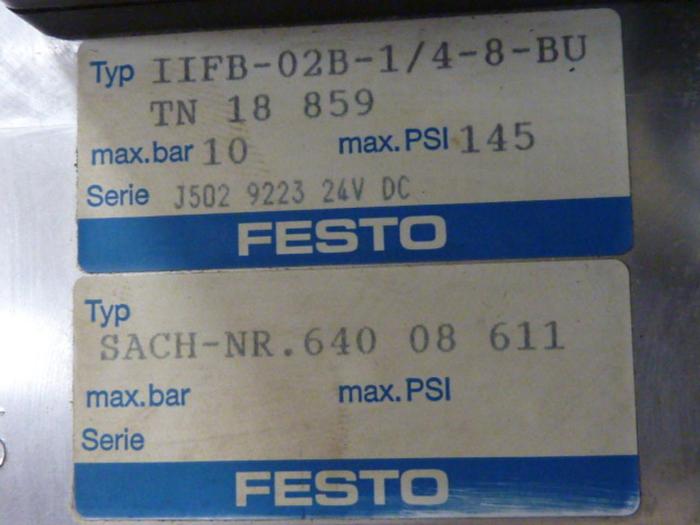 Typ IIFB-02B-1/4-8-BU
TN 18 859
max.bar 10 max.PSI 145
Serie J502 9223 24V DC
FESTO
Typ
SACH-NR.640 08 611
max.bar max.PSI
Serie
FESTO